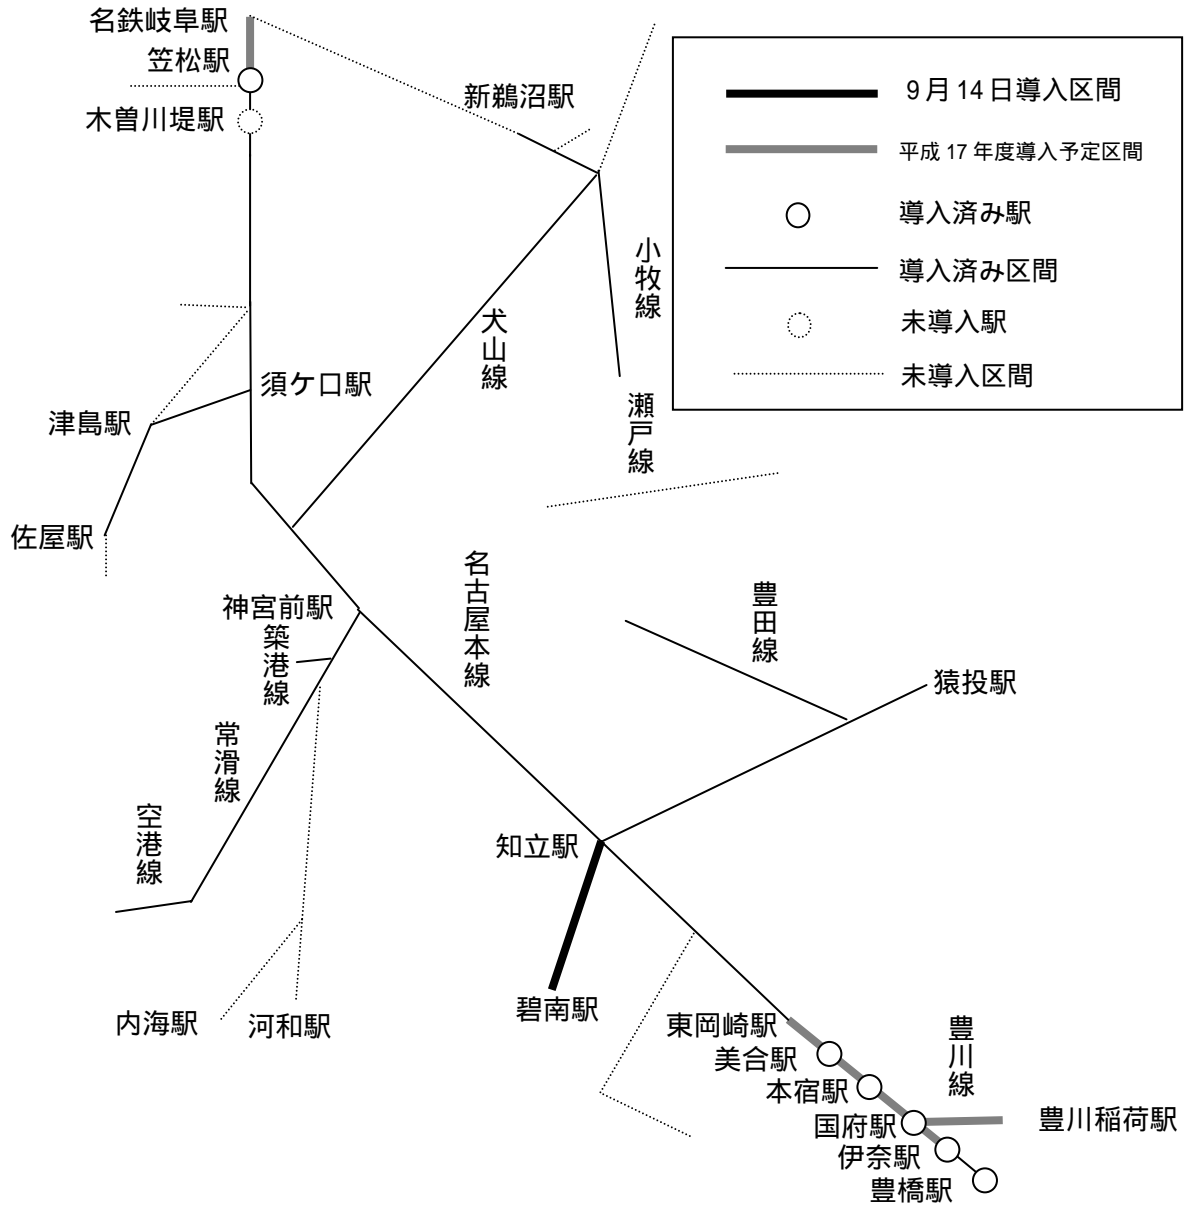 名鉄岐阜駅
笠松駅
木曽川堤駅
新鵜沼駅
9月14日導入区間
平成17年度導入予定区間
導入済み駅
導入済み区間
未導入駅
未導入区間
小牧線
犬山線
須ケ口駅
瀬戸線
津島駅
佐屋駅
名古屋本線
神宮前駅
築港線
豊田線
猿投駅
常滑線
空港線
知立駅
内海駅
河和駅
碧南駅
東岡崎駅
美合駅
本宿駅
国府駅
伊奈駅
豊橋駅
豊川線
豊川稲荷駅